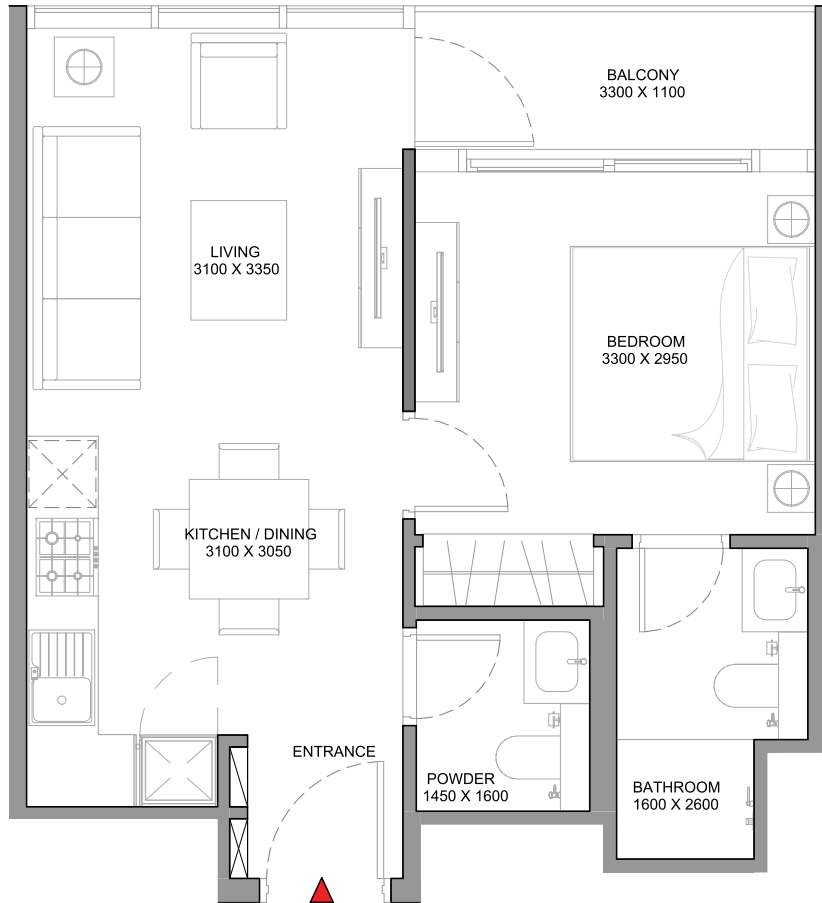 BALCONY
3300 X 1100
LIVING
3100 X 3350
BEDROOM
3300 X 2950
KITCHEN / DINING
3100 X 3050
ENTRANCE
POWDER
1450 X 1600
BATHROOM
1600 X 2600